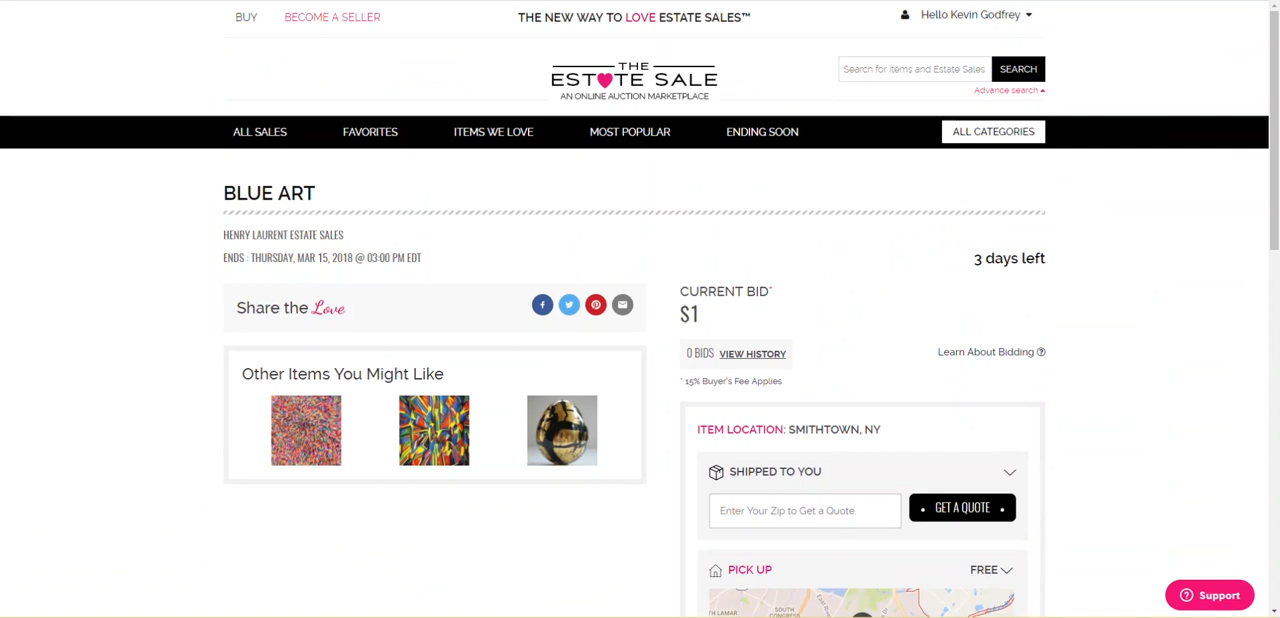 BUY BECOME A SELLER THE NEW WAY TO LOVE ESTATE SALES™ Hello Kevin Godfrey
THE
ESTATE SALE
AN ONLINE AUCTION MARKETPLACE
Search for items and Estate Sales SEARCH
Advance search
ALL SALES FAVORITES ITEMS WE LOVE MOST POPULAR ENDING SOON ALL CATEGORIES
BLUE ART
HENRY LAURENT ESTATE SALES
ENDS : THURSDAY, MAR 15, 2018 @ 03:00 PM EDT
3 days left
Share the Love
Other Items You Might Like
CURRENT BID*
$1
0 BIDS VIEW HISTORY
Learn About Bidding
* 15% Buyer's Fee Applies
ITEM LOCATION: SMITHTOWN, NY
SHIPPED TO YOU
Enter Your Zip to Get a Quote.
GET A QUOTE
PICK UP FREE
TH LAMAR
SOUTH
CONGRESS
Support